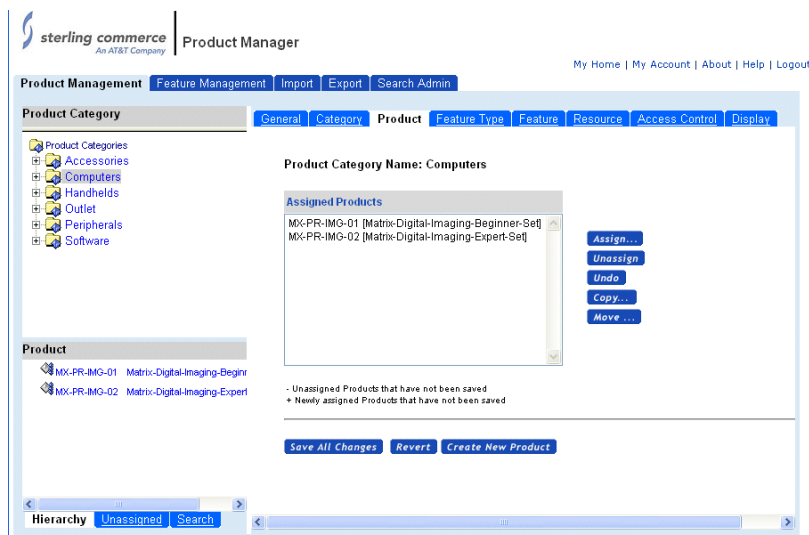 sterling commerce
An AT&T Company
Product Manager
My Home | My Account | About | Help | Logout
Product Management Feature Management Import Export Search Admin
Product Category
General Category Product Feature Type Feature Resource Access Control Display
Product Categories
Accessories
Computers
Handhelds
Outlet
Peripherals
Software
Product Category Name: Computers
Assigned Products
MX-PR-IMG-01 [Matrix-Digital-Imaging-Beginner-Set]
MX-PR-IMG-02 [Matrix-Digital-Imaging-Expert-Set]
Assign...
Unassign
Undo
Copy...
Move ...
Product
MX-PR-IMG-01 Matrix-Digital-Imaging-Beginr
MX-PR-IMG-02 Matrix-Digital-Imaging-Expert
- Unassigned Products that have not been saved
+ Newly assigned Products that have not been saved
Save All Changes Revert Create New Product
Hierarchy Unassigned Search